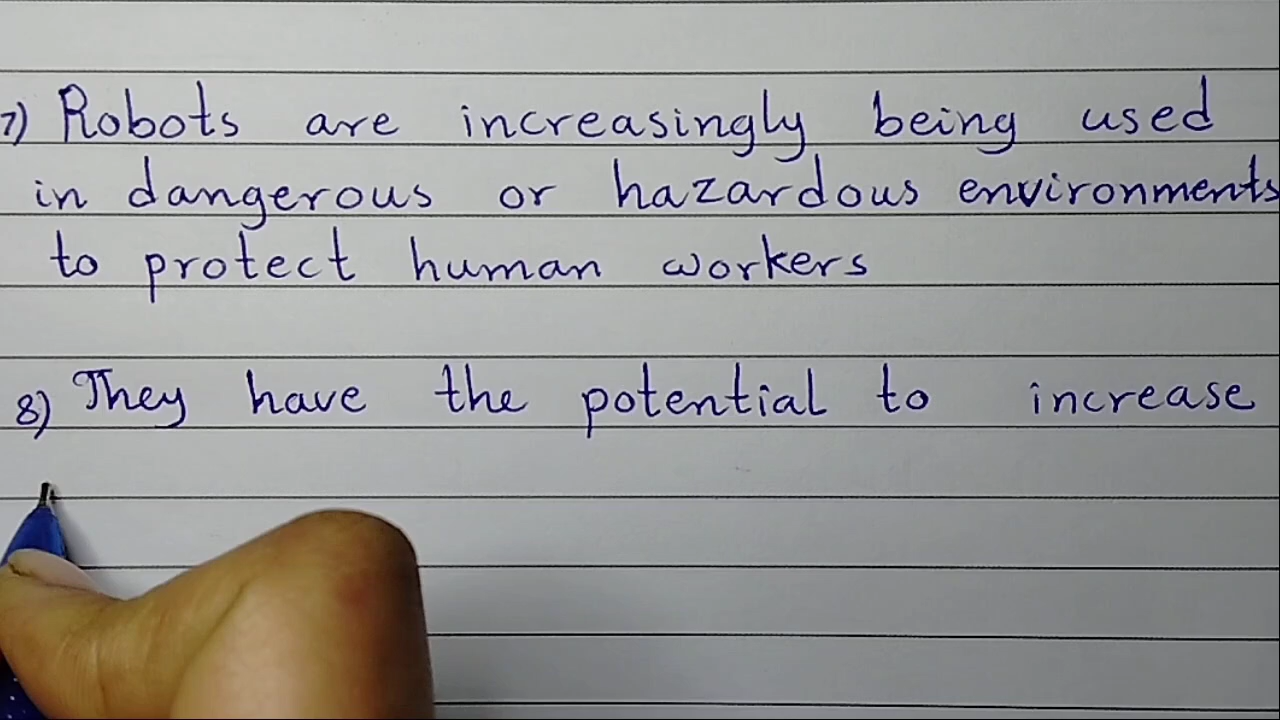 7) Robots are increasingly being used
in dangerous or hazardous environments
to protect human workers
8) They have the potential to increase